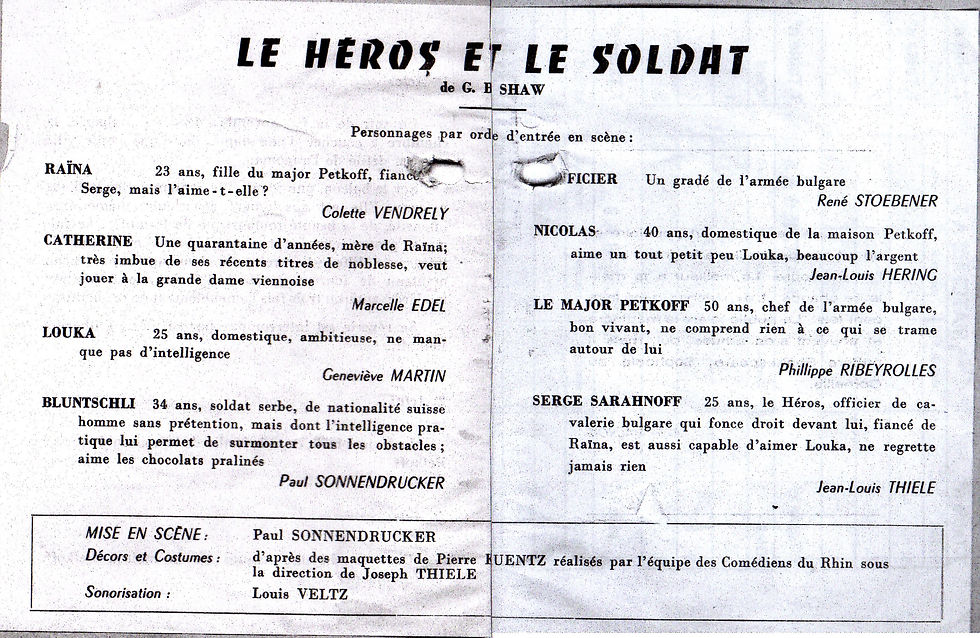 LE HÉROS ET LE SOLDAT
de G. B SHAW
Personnages par orde d'entrée en scène :
RAÏNA 23 ans, fille du major Petkoff, fiancé
Serge, mais l'aime-t-elle ?
Colette VENDRELY
CATHERINE Une quarantaine d'années, mère de Raïna;
très imbue de ses récents titres de noblesse, veut
jouer à la grande dame viennoise
Marcelle EDEL
LOUKA 25 ans, domestique, ambitieuse, ne man-
que pas d'intelligence
Geneviève MARTIN
BLUNTSCHLI 34 ans, soldat serbe, de nationalité suisse
homme sans prétention, mais dont l'intelligence pra-
tique lui permet de surmonter tous les obstacles ;
aime les chocolats pralinés
Paul SONNENDRUCKER
FICIER Un gradé de l'armée bulgare
René STOEBENER
NICOLAS 40 ans, domestique de la maison Petkoff,
aime un tout petit peu Louka, beaucoup l'argent
Jean-Louis HERING
LE MAJOR PETKOFF 50 ans, chef de l'armée bulgare,
bon vivant, ne comprend rien à ce qui se trame
autour de lui
Phillippe RIBEYROLLES
SERGE SARAHNOFF 25 ans, le Héros, officier de ca-
valerie bulgare qui fonce droit devant lui, fiancé de
Raïna, est aussi capable d'aimer Louka, ne regrette
jamais rien
Jean-Louis THIELE
MISE EN SCÈNE : Paul SONNENDRUCKER
Décors et Costumes : d'après des maquettes de Pierre FUENTZ réalisés par l'équipe des Comédiens du Rhin sous
la direction de Joseph THIELE
Sonorisation : Louis VELTZ